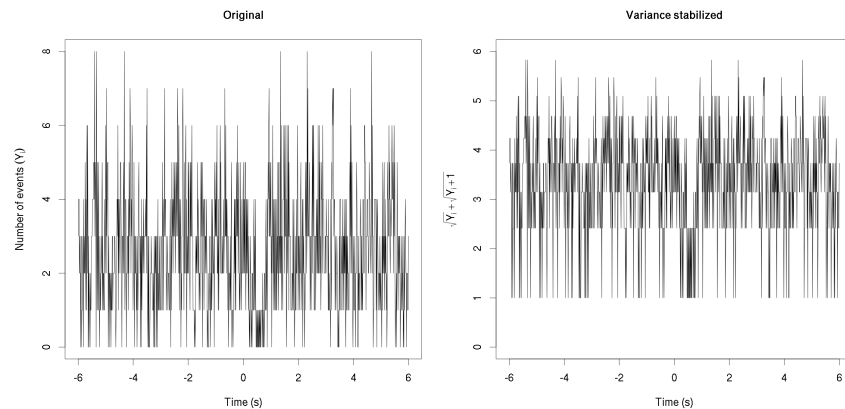 Original
Number of events (Yᵢ)
8
6
4
2
0
-6 -4 -2 0 2 4 6
Time (s)
Variance stabilized
√Yᵢ+√Yᵢ+1
6
5
4
3
2
1
0
-6 -4 -2 0 2 4 6
Time (s)